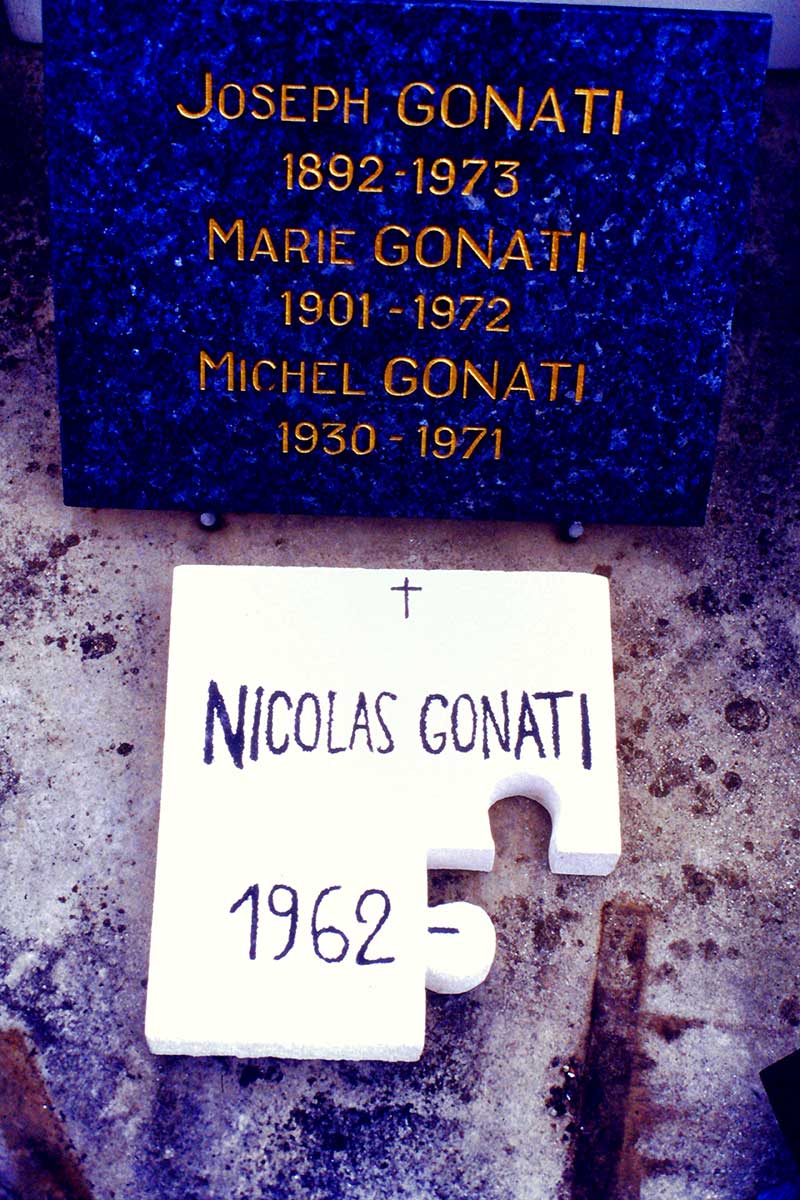 JOSEPH GONATI
1892-1973
MARIE GONATI
1901-1972
MICHEL GONATI
1930-1971
†
NICOLAS GONATI
1962 -